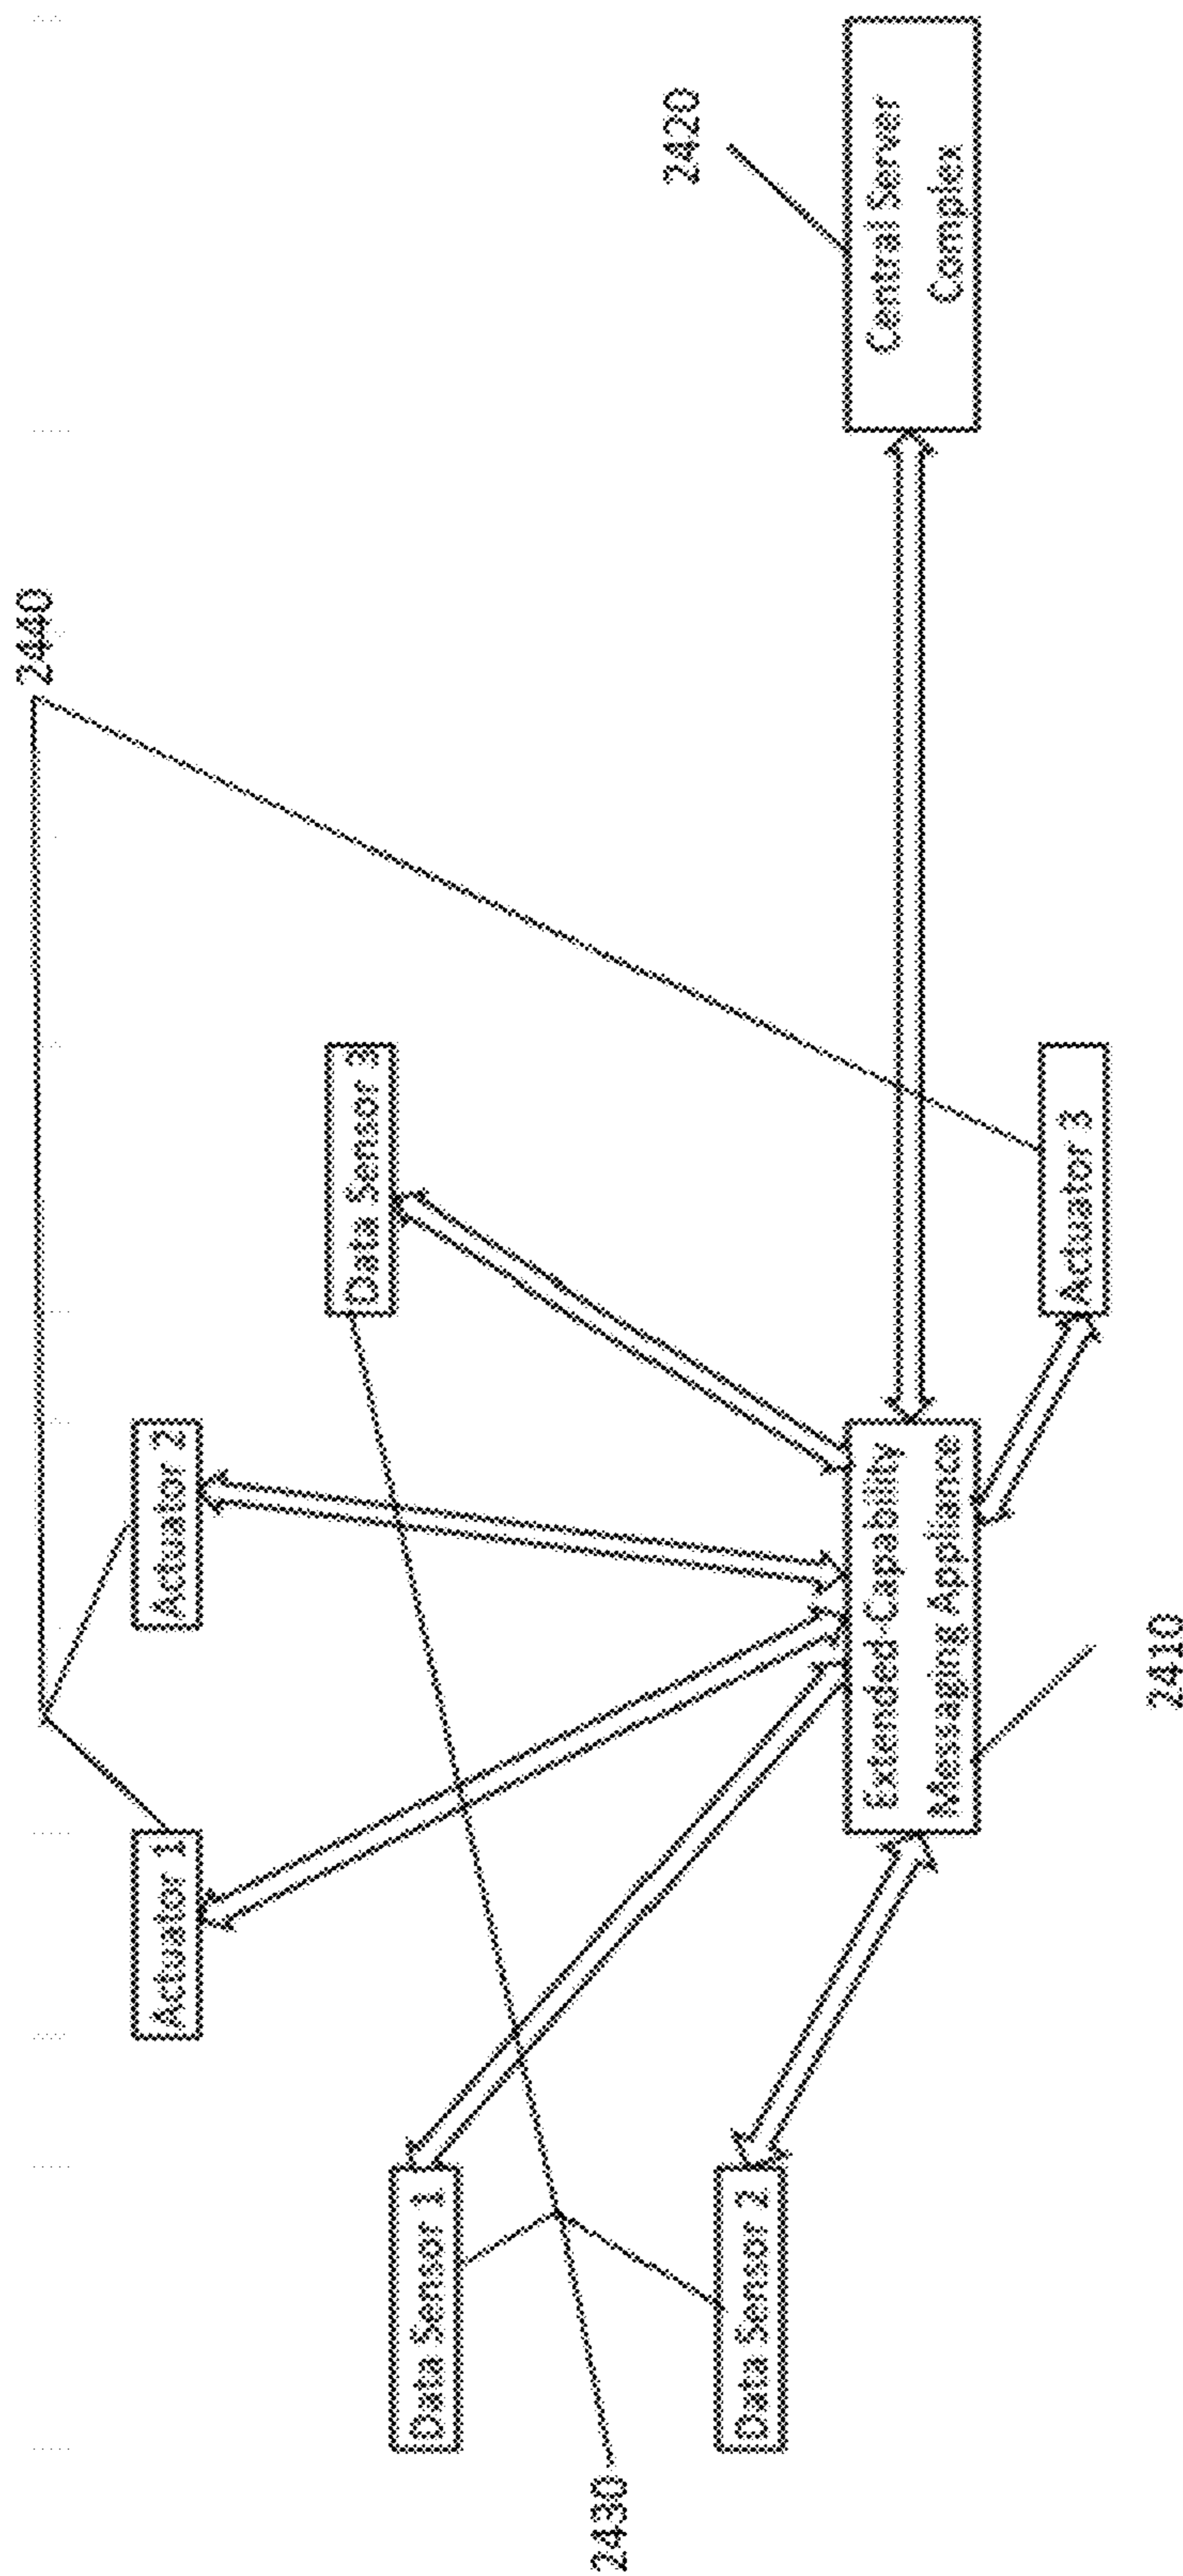 2440
Actuator 1
Actuator 2
Data Sensor 3
Data Sensor 1
2430
Data Sensor 2
2420
Extended Capability
Messaging Appliance
Central Server
Complex
Actuator 3
2410